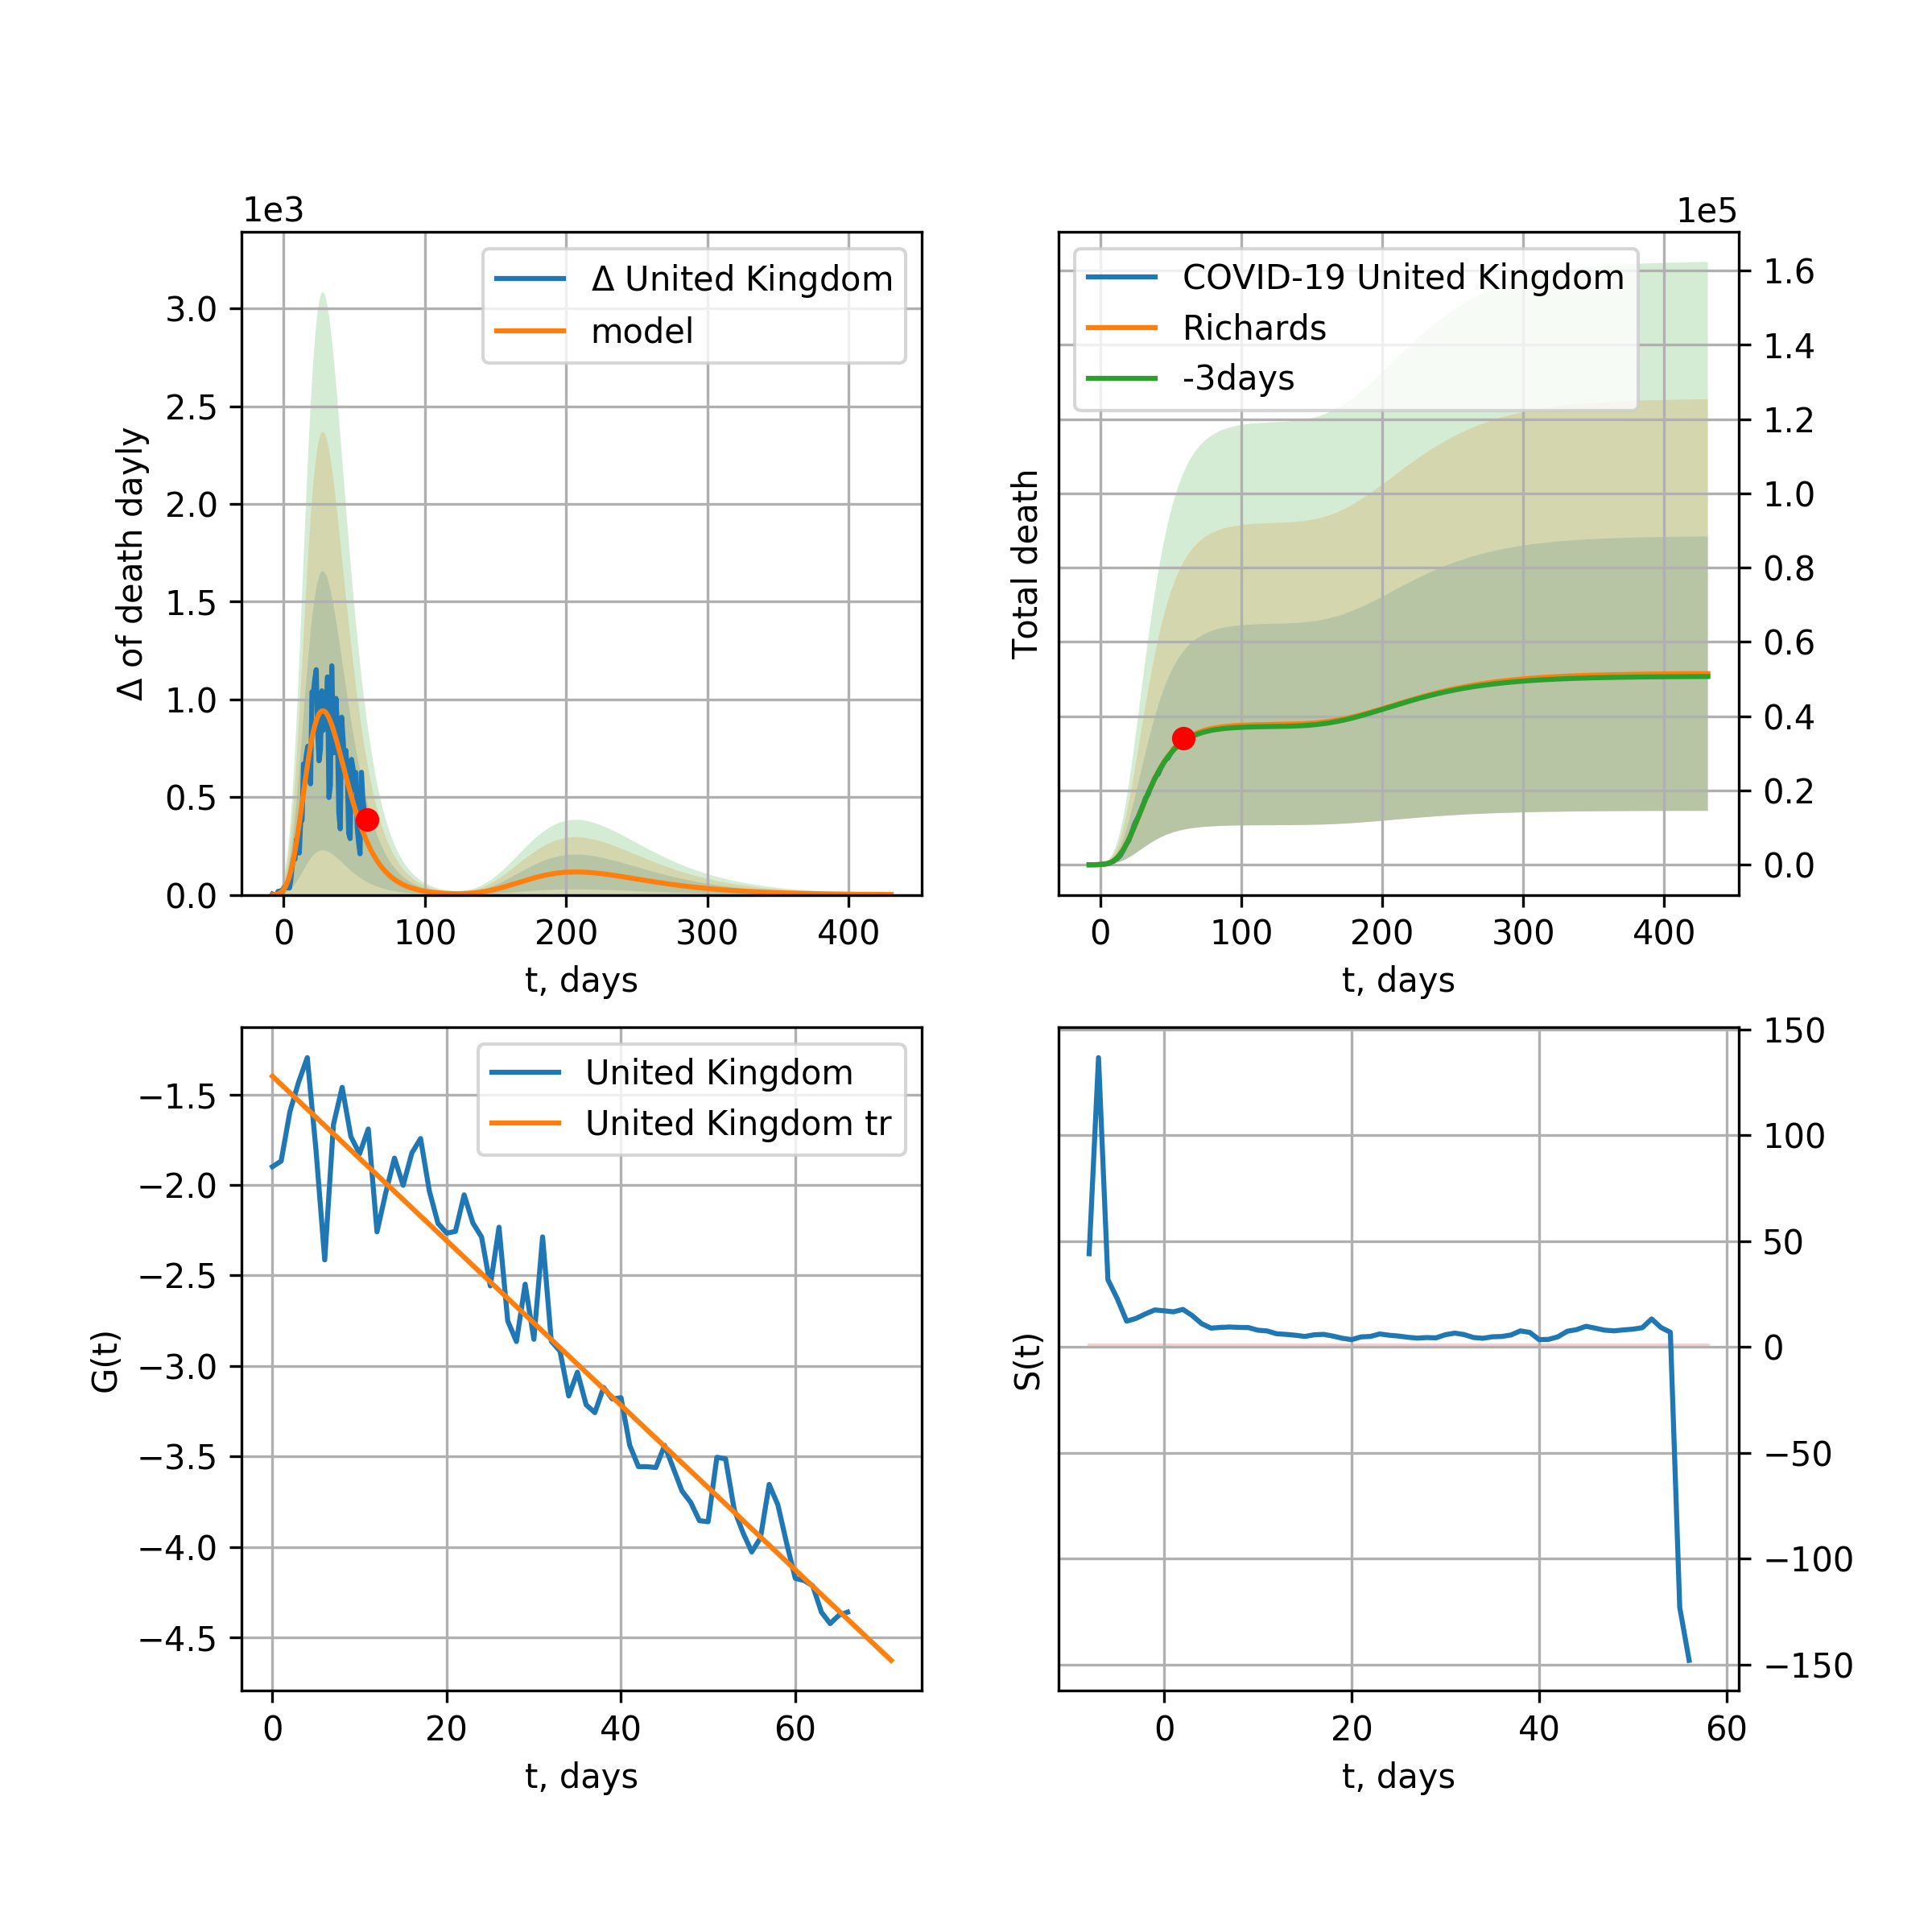 1e3
Δ United Kingdom
model
3.0
2.5
2.0
1.5
1.0
0.5
0.0
Δ of death dayly
0 100 200 300 400
t, days
1e5
COVID-19 United Kingdom
Richards
-3days
1.6
1.4
1.2
1.0
0.8
0.6
0.4
0.2
0.0
Total death
0 100 200 300 400
t, days
United Kingdom
United Kingdom tr
−1.5
−2.0
−2.5
−3.0
−3.5
−4.0
−4.5
G(t)
0 20 40 60
t, days
150
100
50
0
−50
−100
−150
S(t)
0 20 40 60
t, days